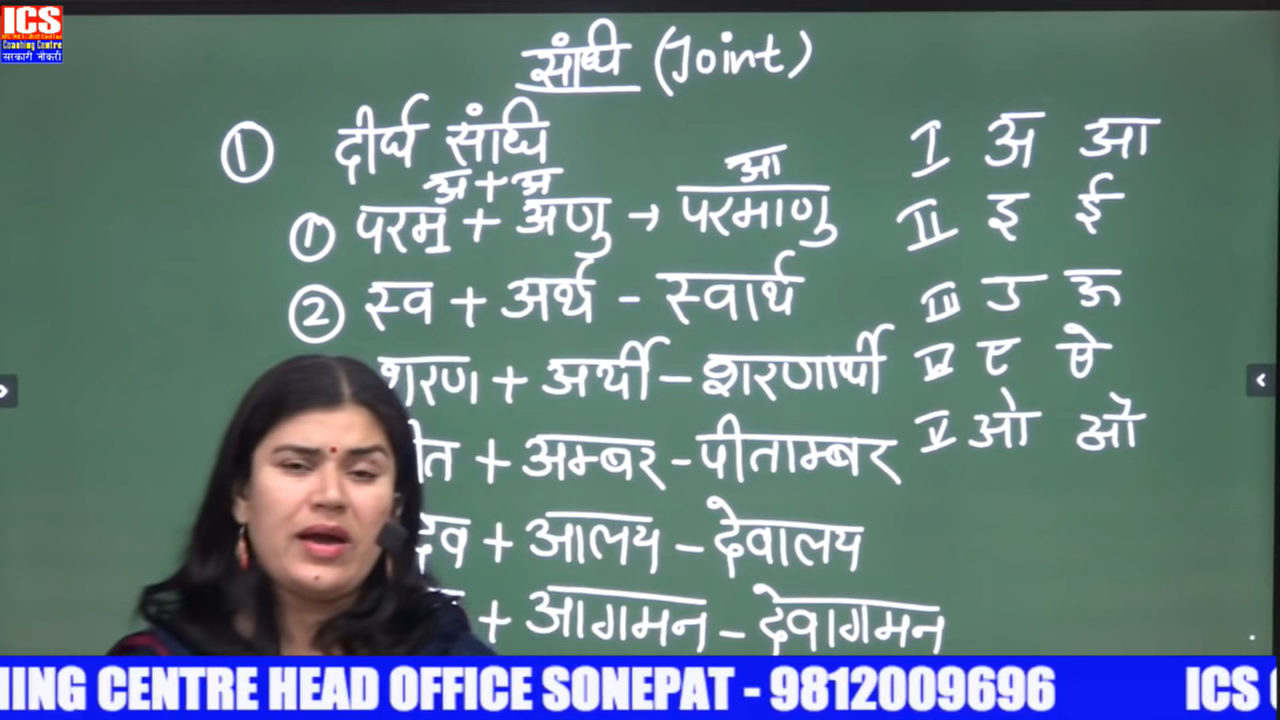 ICS
Coaching Centre
सरकारी नौकरी
संधि (Joint)
① दीर्घ संधि
अ + अ आ
① परम + अणु → परमाणु
② स्व + अर्थ - स्वार्थ
शरण + अर्थी - शरणार्थी
+ अम्बर - पीताम्बर
देव + आलय - देवालय
+ आगमन - देवागमन
I अ आ
II इ ई
III उ ऊ
IV ए ऐ
V ओ औ
HING CENTRE HEAD OFFICE SONEPAT - 9812009696 ICS